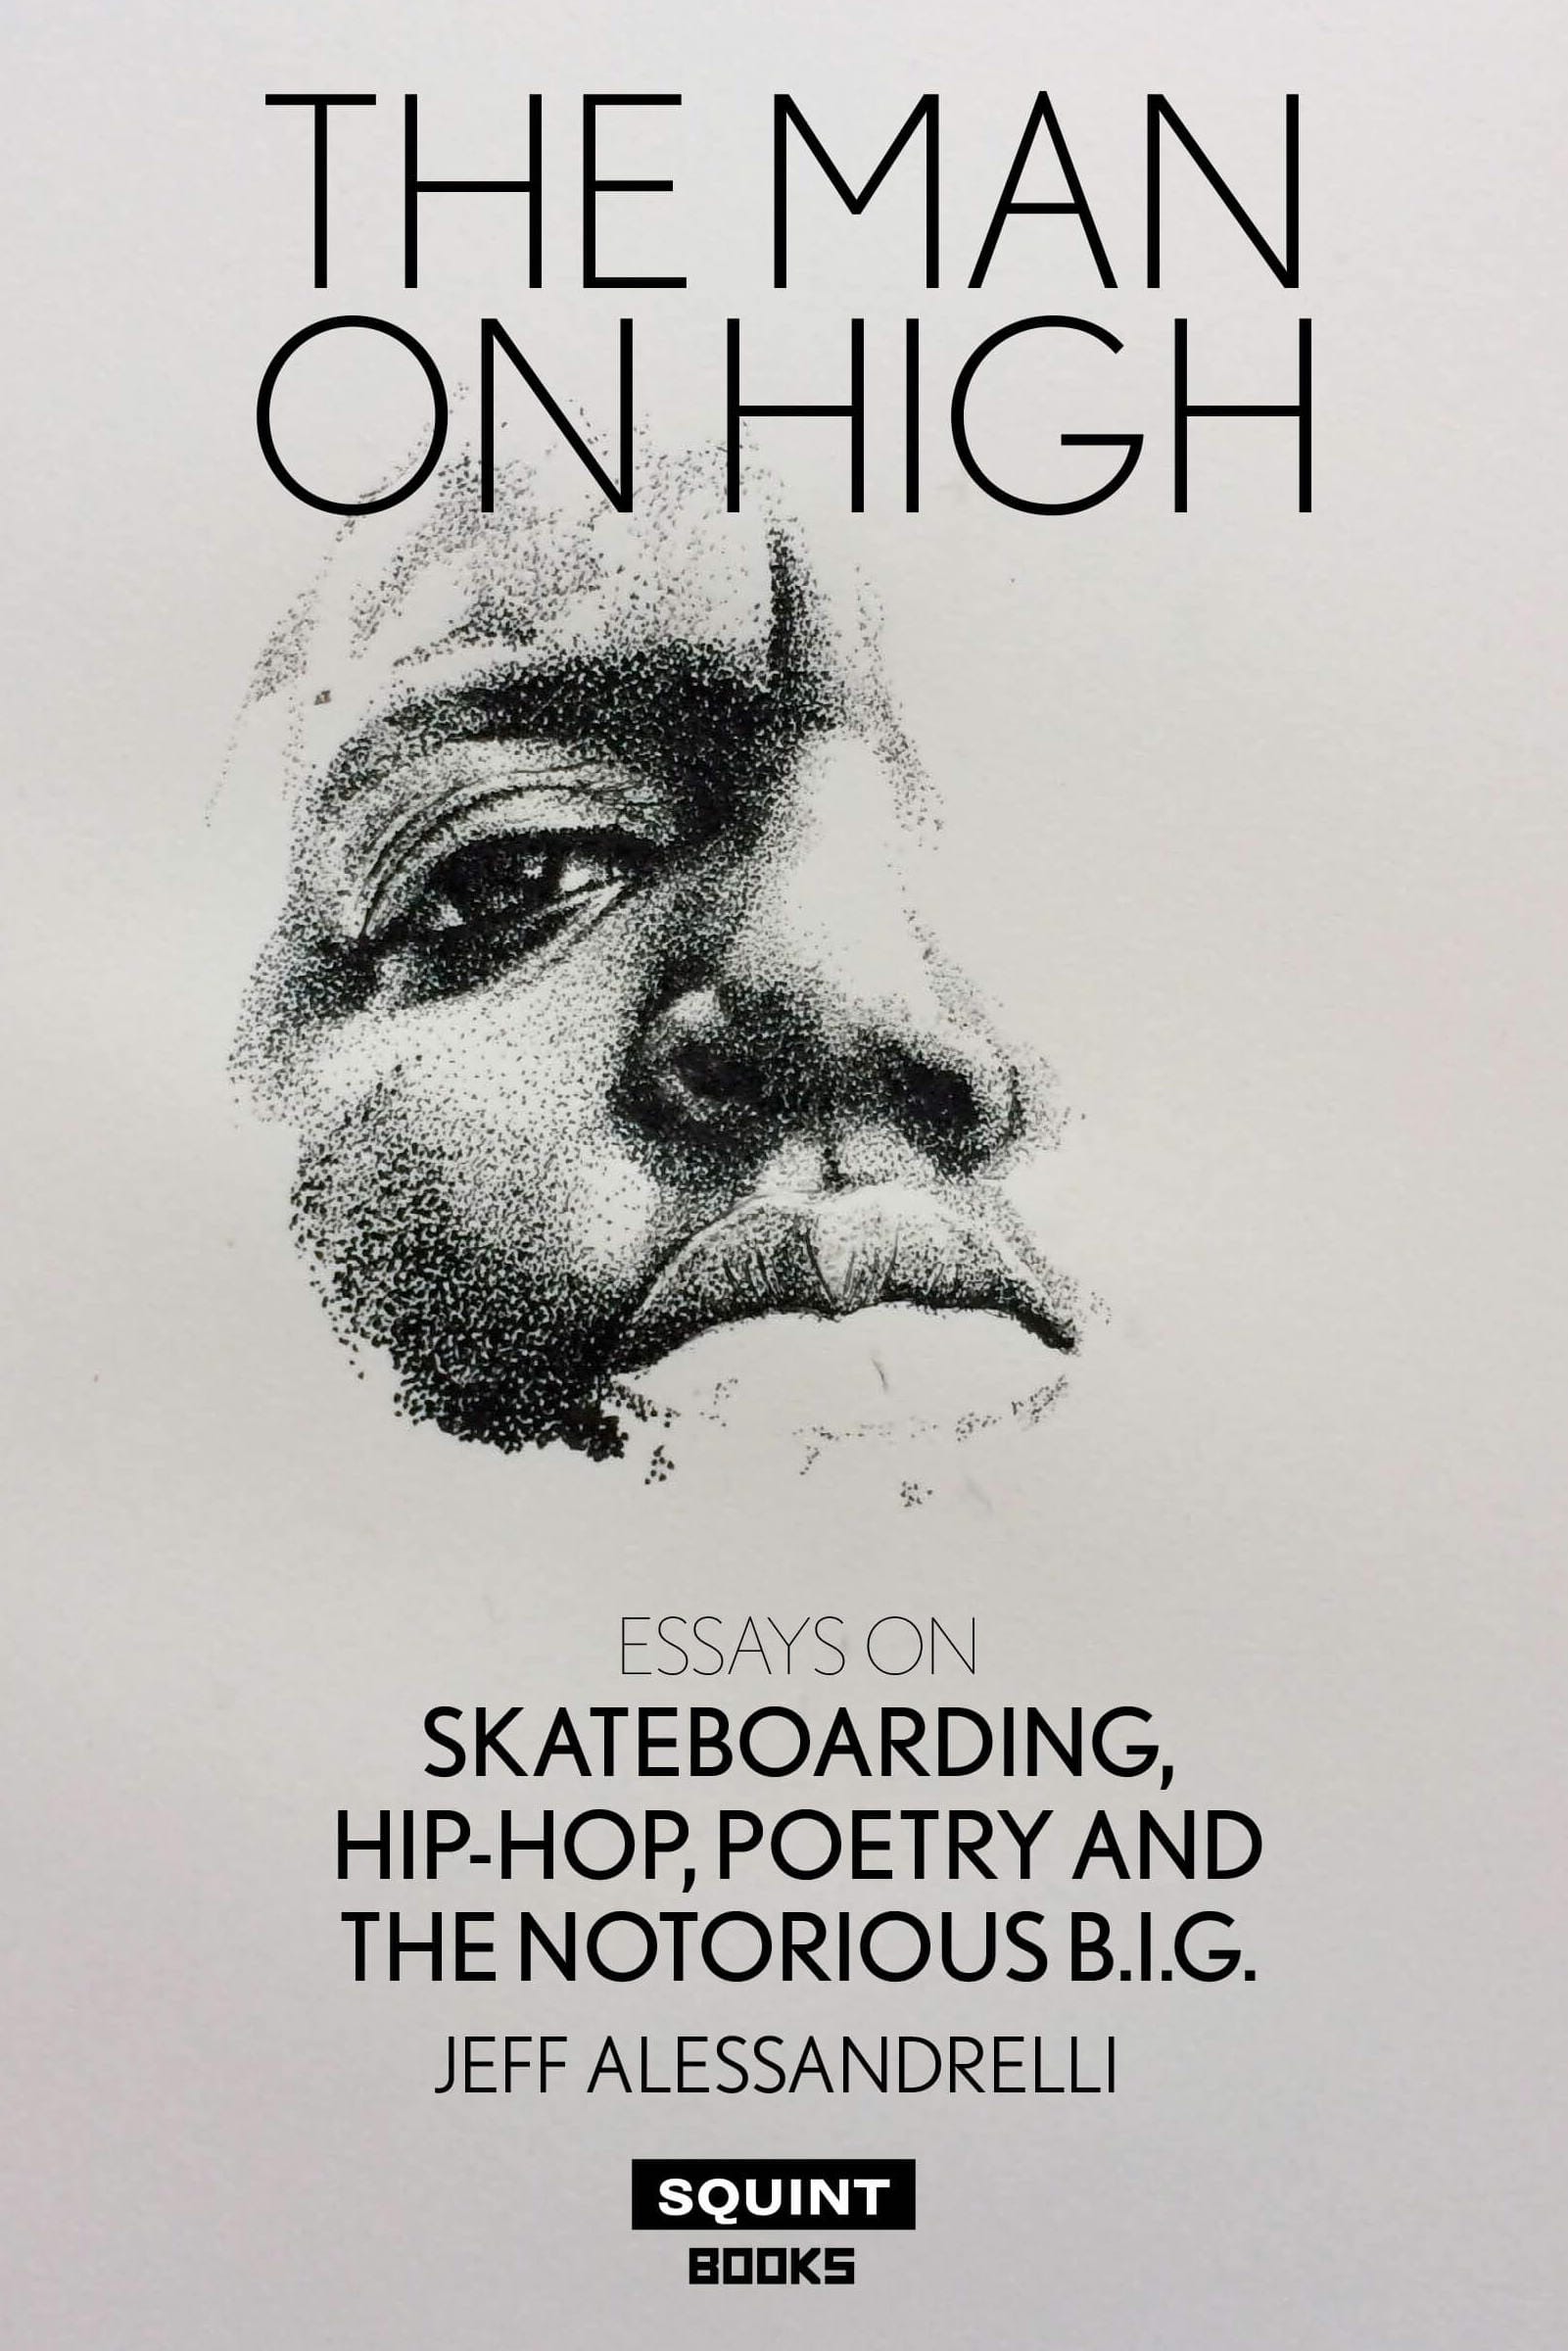 THE MAN
ON HIGH
ESSAYS ON
SKATEBOARDING,
HIP-HOP, POETRY AND
THE NOTORIOUS B.I.G.
JEFF ALESSANDRELLI
SQUINT
BOOKS